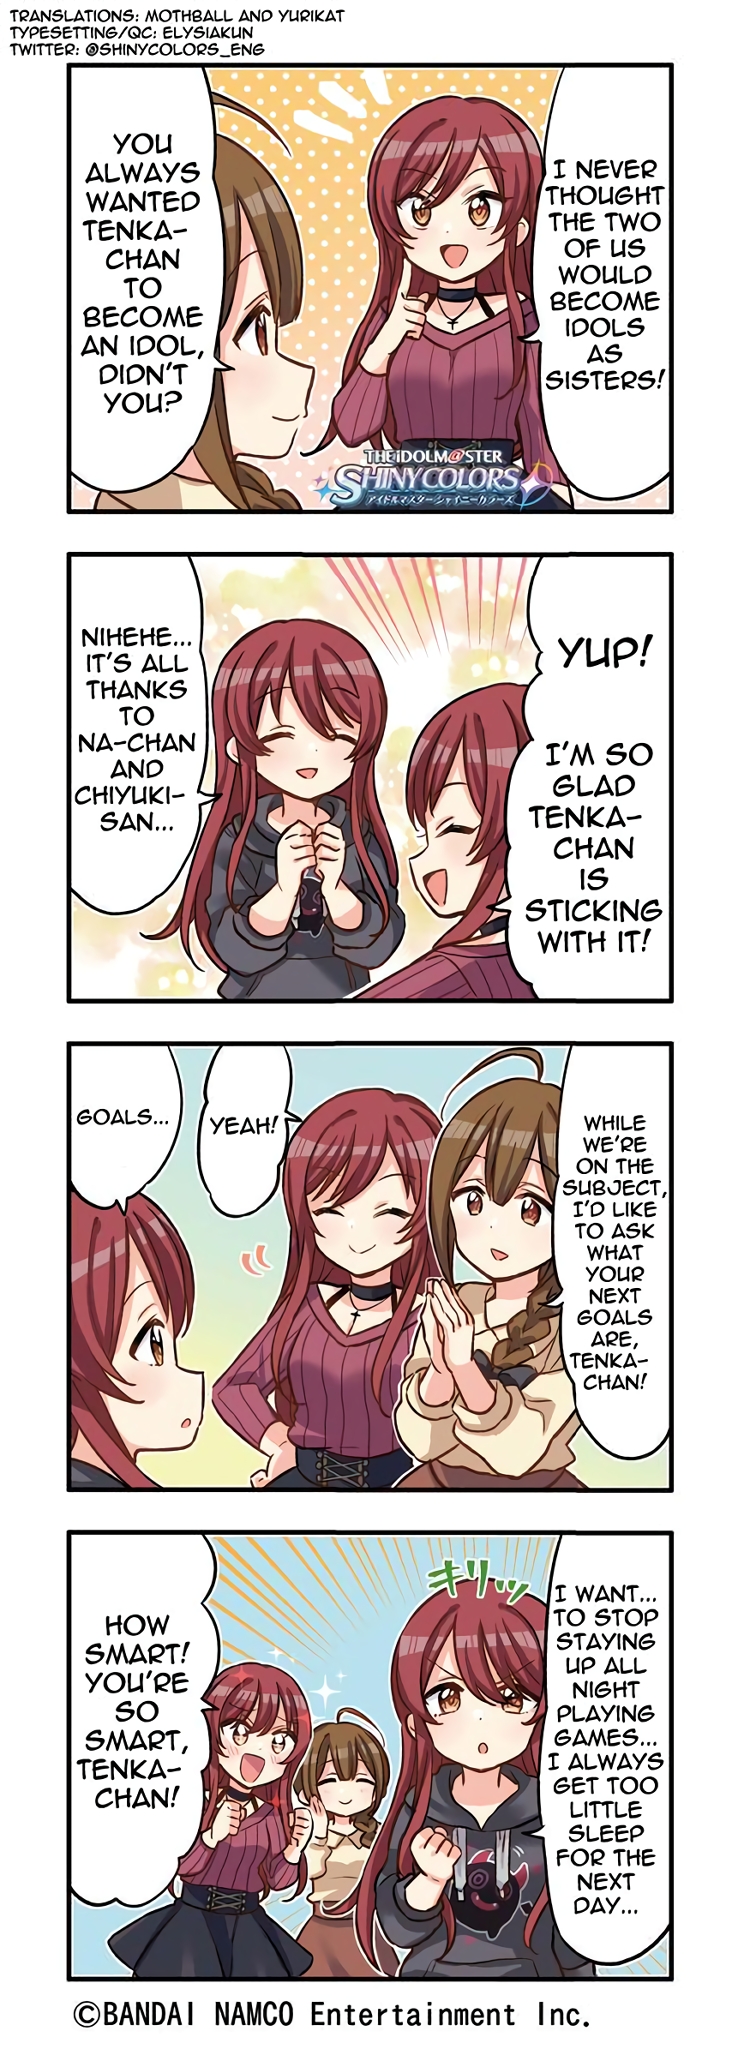 TRANSLATIONS: MOTHBALL AND YURIKAT
TYPESETTING/QC: ELYSIAKUN
TWITTER: @SHINYCOLORS_ENG
I NEVER
THOUGHT
THE TWO
OF US
WOULD
BECOME
IDOLS
AS
SISTERS!
YOU
ALWAYS
WANTED
TENKA-
CHAN
TO
BECOME
AN IDOL,
DIDN'T
YOU?
THE iDOLM@STER
SHINYCOLORS
アイドルマスター シャイニーカラーズ
YUP!
I'M SO
GLAD
TENKA-
CHAN
IS
STICKING
WITH IT!
NIHEHE...
IT'S ALL
THANKS
TO
NA-CHAN
AND
CHIYUKI-
SAN...
WHILE
WE'RE
ON THE
SUBJECT,
I'D LIKE
TO ASK
WHAT
YOUR
NEXT
GOALS
ARE,
TENKA-
CHAN!
YEAH!
GOALS...
キリッ
I WANT...
TO STOP
STAYING
UP ALL
NIGHT
PLAYING
GAMES...
I ALWAYS
GET TOO
LITTLE
SLEEP
FOR THE
NEXT
DAY...
HOW
SMART!
YOU'RE
SO
SMART,
TENKA-
CHAN!
©BANDAI NAMCO Entertainment Inc.